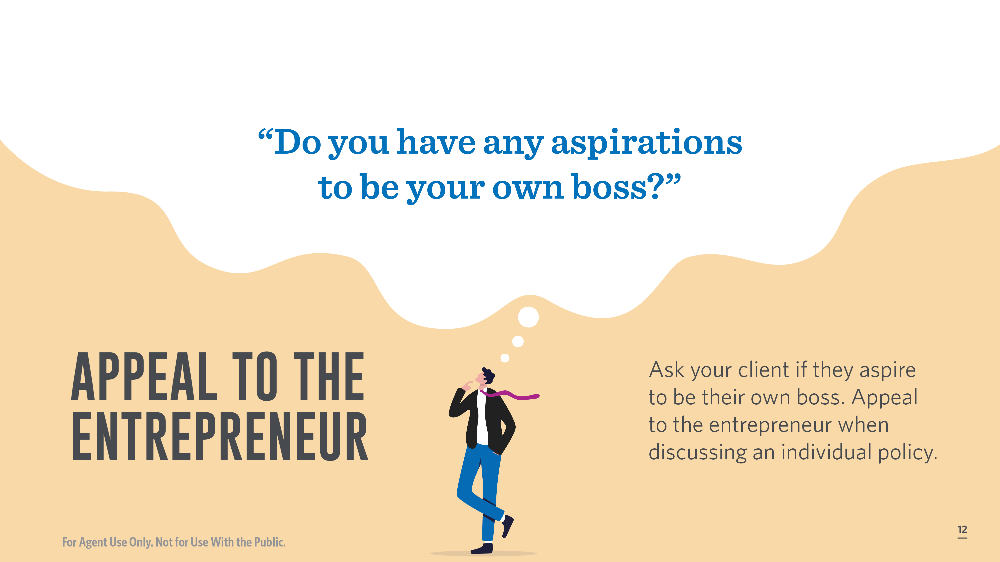 “Do you have any aspirations
to be your own boss?”
APPEAL TO THE
ENTREPRENEUR
Ask your client if they aspire
to be their own boss. Appeal
to the entrepreneur when
discussing an individual policy.
For Agent Use Only. Not for Use With the Public.
12